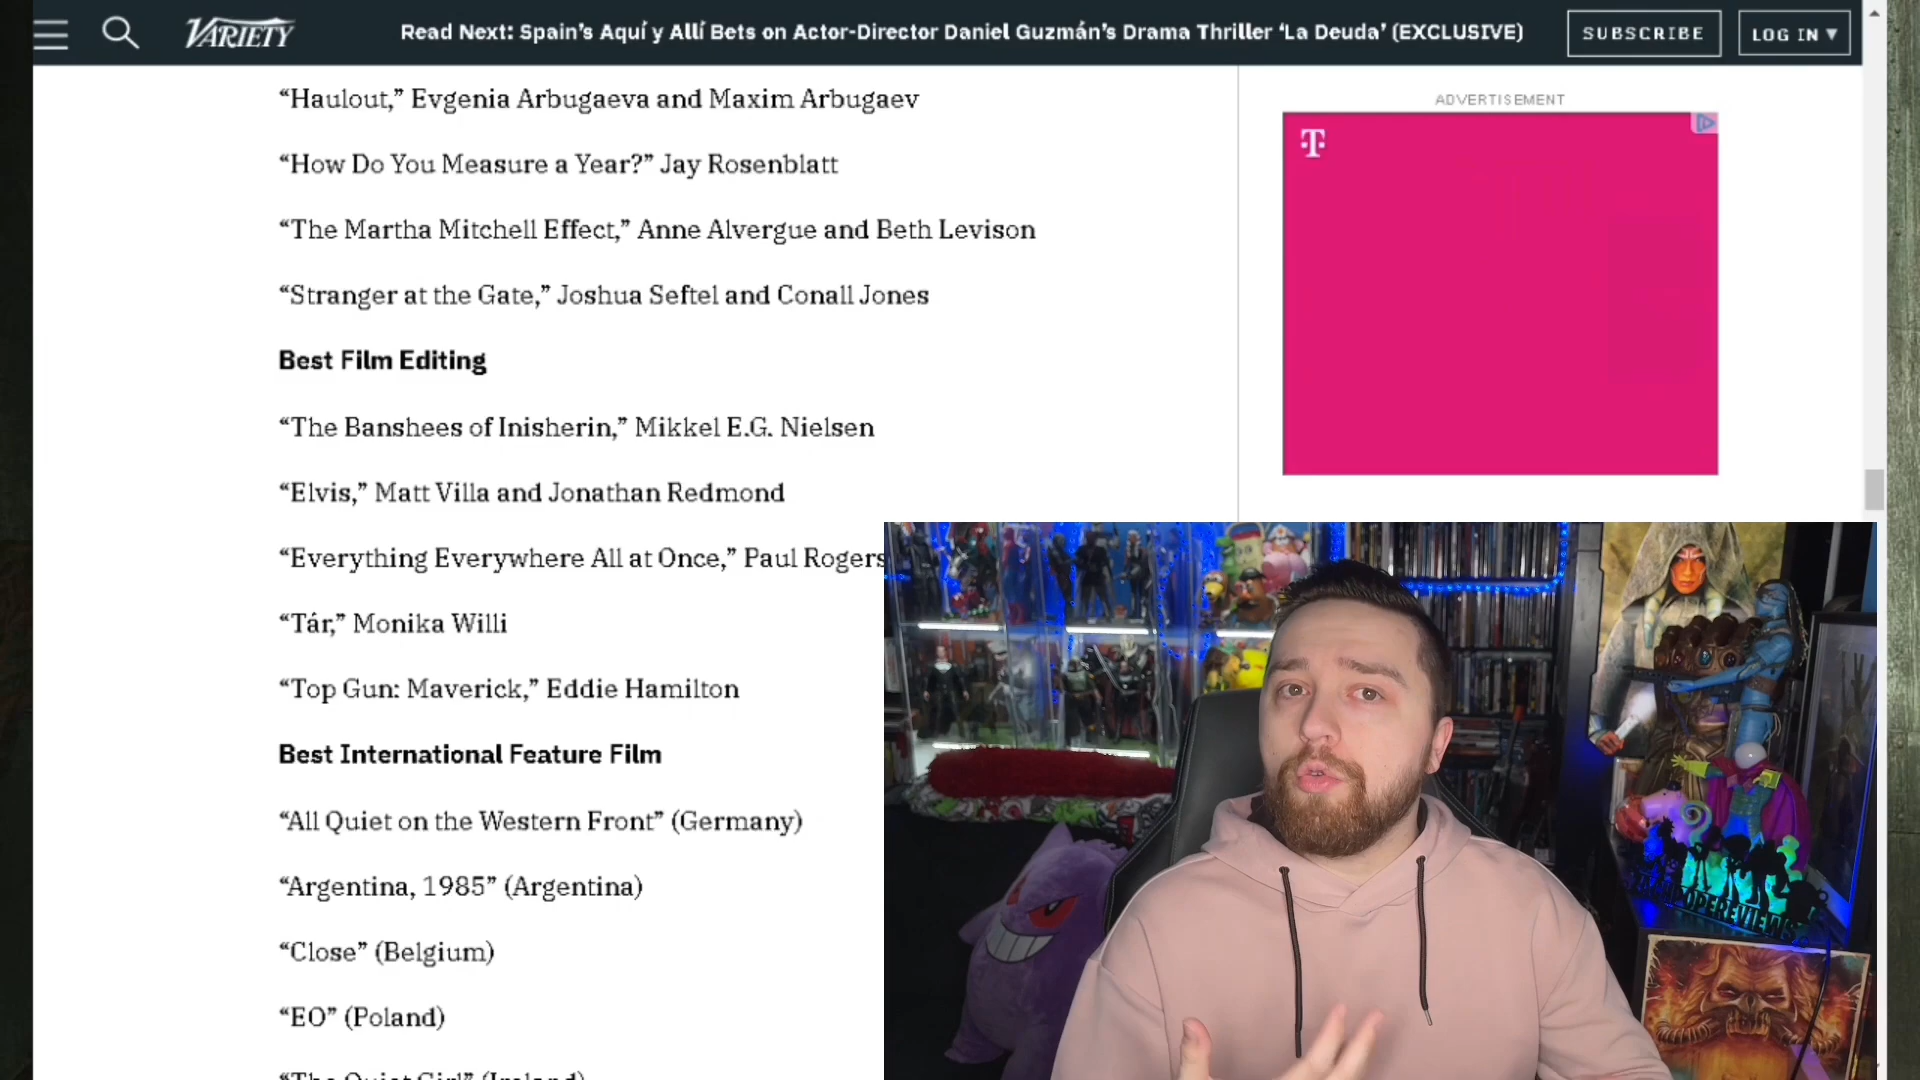 VARIETY
Read Next: Spain’s Aquí y Allí Bets on Actor-Director Daniel Guzmán’s Drama Thriller ‘La Deuda’ (EXCLUSIVE)
SUBSCRIBE
LOG IN ▼
“Haulout,” Evgenia Arbugaeva and Maxim Arbugaev
ADVERTISEMENT
T
“How Do You Measure a Year?” Jay Rosenblatt
“The Martha Mitchell Effect,” Anne Alvergue and Beth Levison
“Stranger at the Gate,” Joshua Seftel and Conall Jones
Best Film Editing
“The Banshees of Inisherin,” Mikkel E.G. Nielsen
“Elvis,” Matt Villa and Jonathan Redmond
“Everything Everywhere All at Once,” Paul Rogers
“Tár,” Monika Willi
“Top Gun: Maverick,” Eddie Hamilton
Best International Feature Film
“All Quiet on the Western Front” (Germany)
“Argentina, 1985” (Argentina)
“Close” (Belgium)
“EO” (Poland)
“The Quiet Girl” (Ireland)
ZACHPOPEREVIEWS